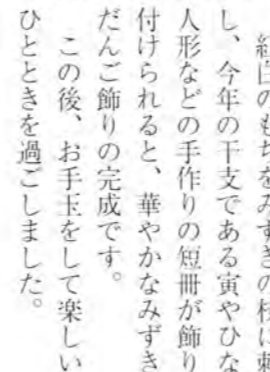 紅白のもちをみずきの枝に刺
し、今年の干支である寅やひな
人形などの手作りの短冊が飾り
付けられると、華やかなみずき
だんご飾りの完成です。
この後、お手玉をして楽しい
ひとときを過ごしました。